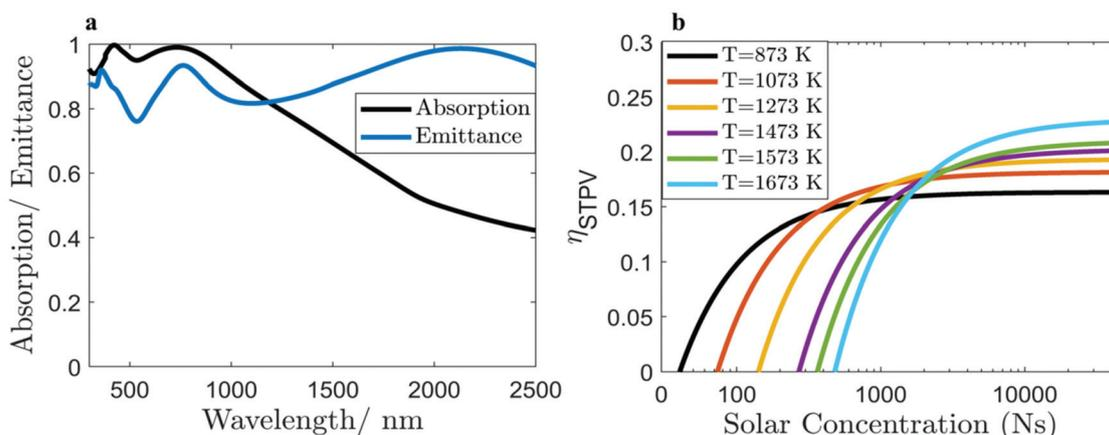 a
1
0.8
0.6
0.4
0.2
0
Absorption/ Emittance
Absorption
Emittance
500 1000 1500 2000 2500
Wavelength/ nm
b
0.3
0.25
0.2
0.15
0.1
0.05
0
ηSTPV
T=873 K
T=1073 K
T=1273 K
T=1473 K
T=1573 K
T=1673 K
0 100 1000 10000
Solar Concentration (Ns)